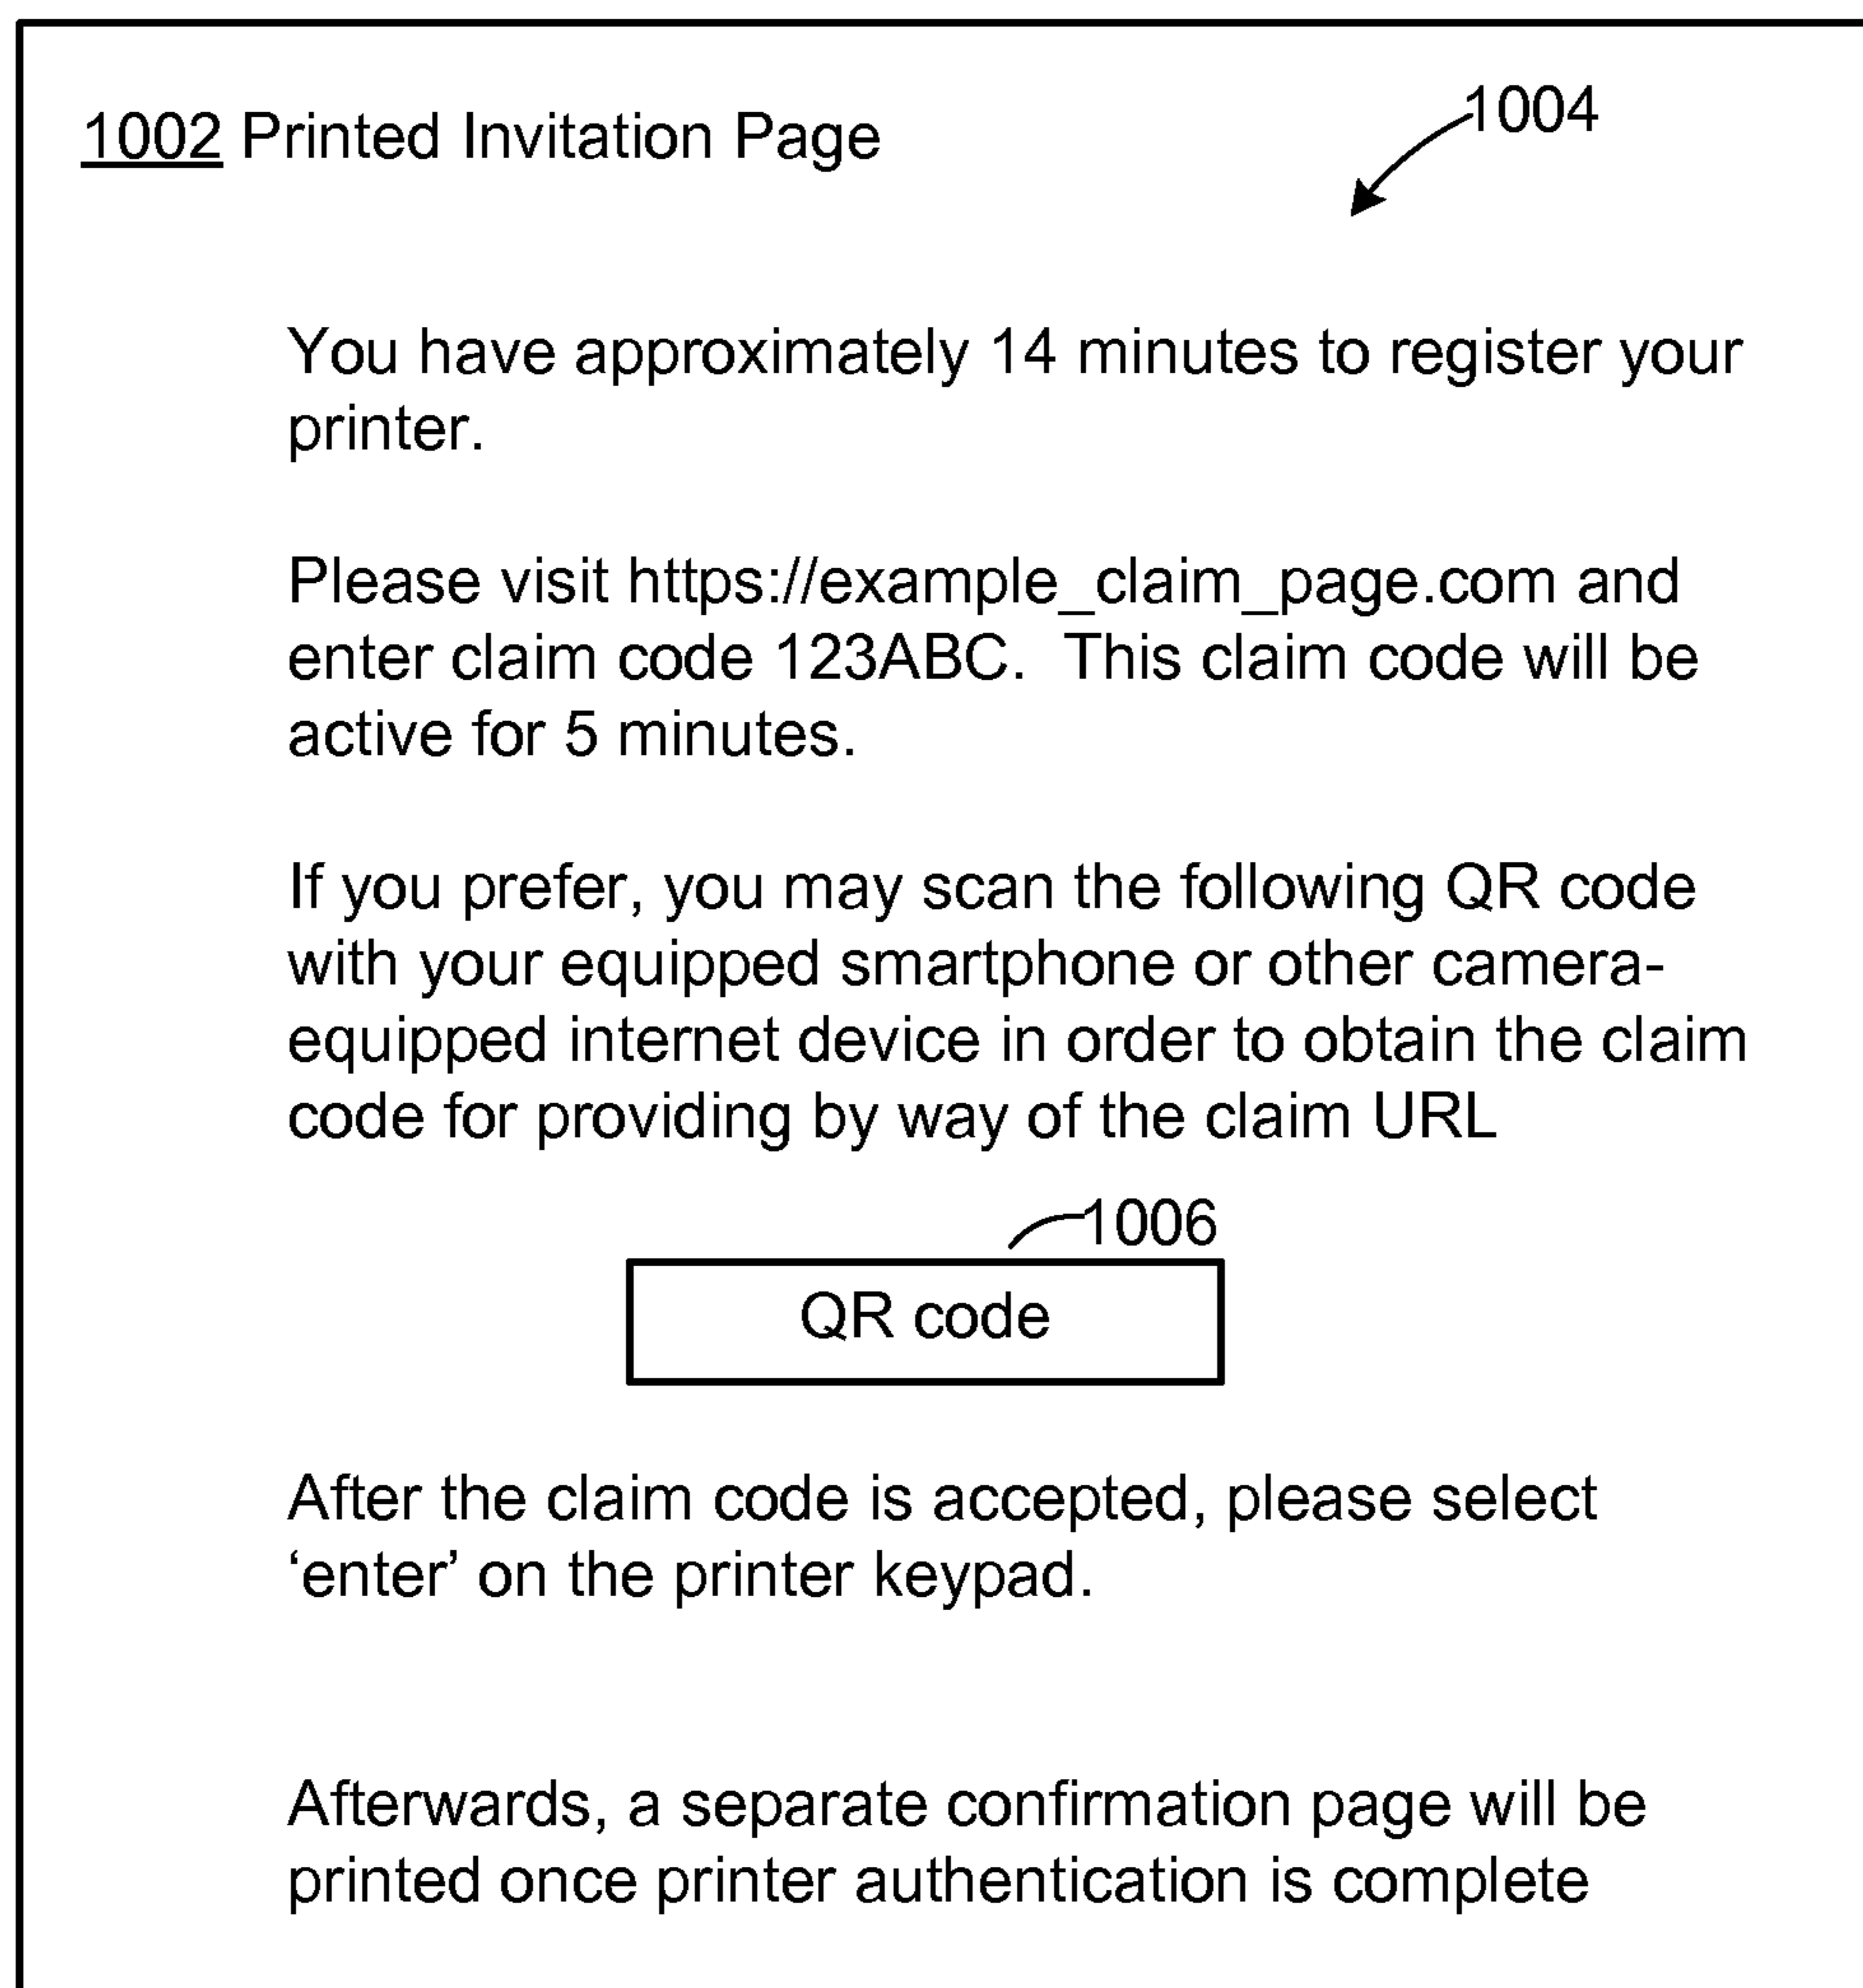 1002 Printed Invitation Page
1004
You have approximately 14 minutes to register your
printer.
Please visit https://example_claim_page.com and
enter claim code 123ABC.  This claim code will be
active for 5 minutes.
If you prefer, you may scan the following QR code
with your equipped smartphone or other camera-
equipped internet device in order to obtain the claim
code for providing by way of the claim URL
1006
QR code
After the claim code is accepted, please select
‘enter’ on the printer keypad.
Afterwards, a separate confirmation page will be
printed once printer authentication is complete